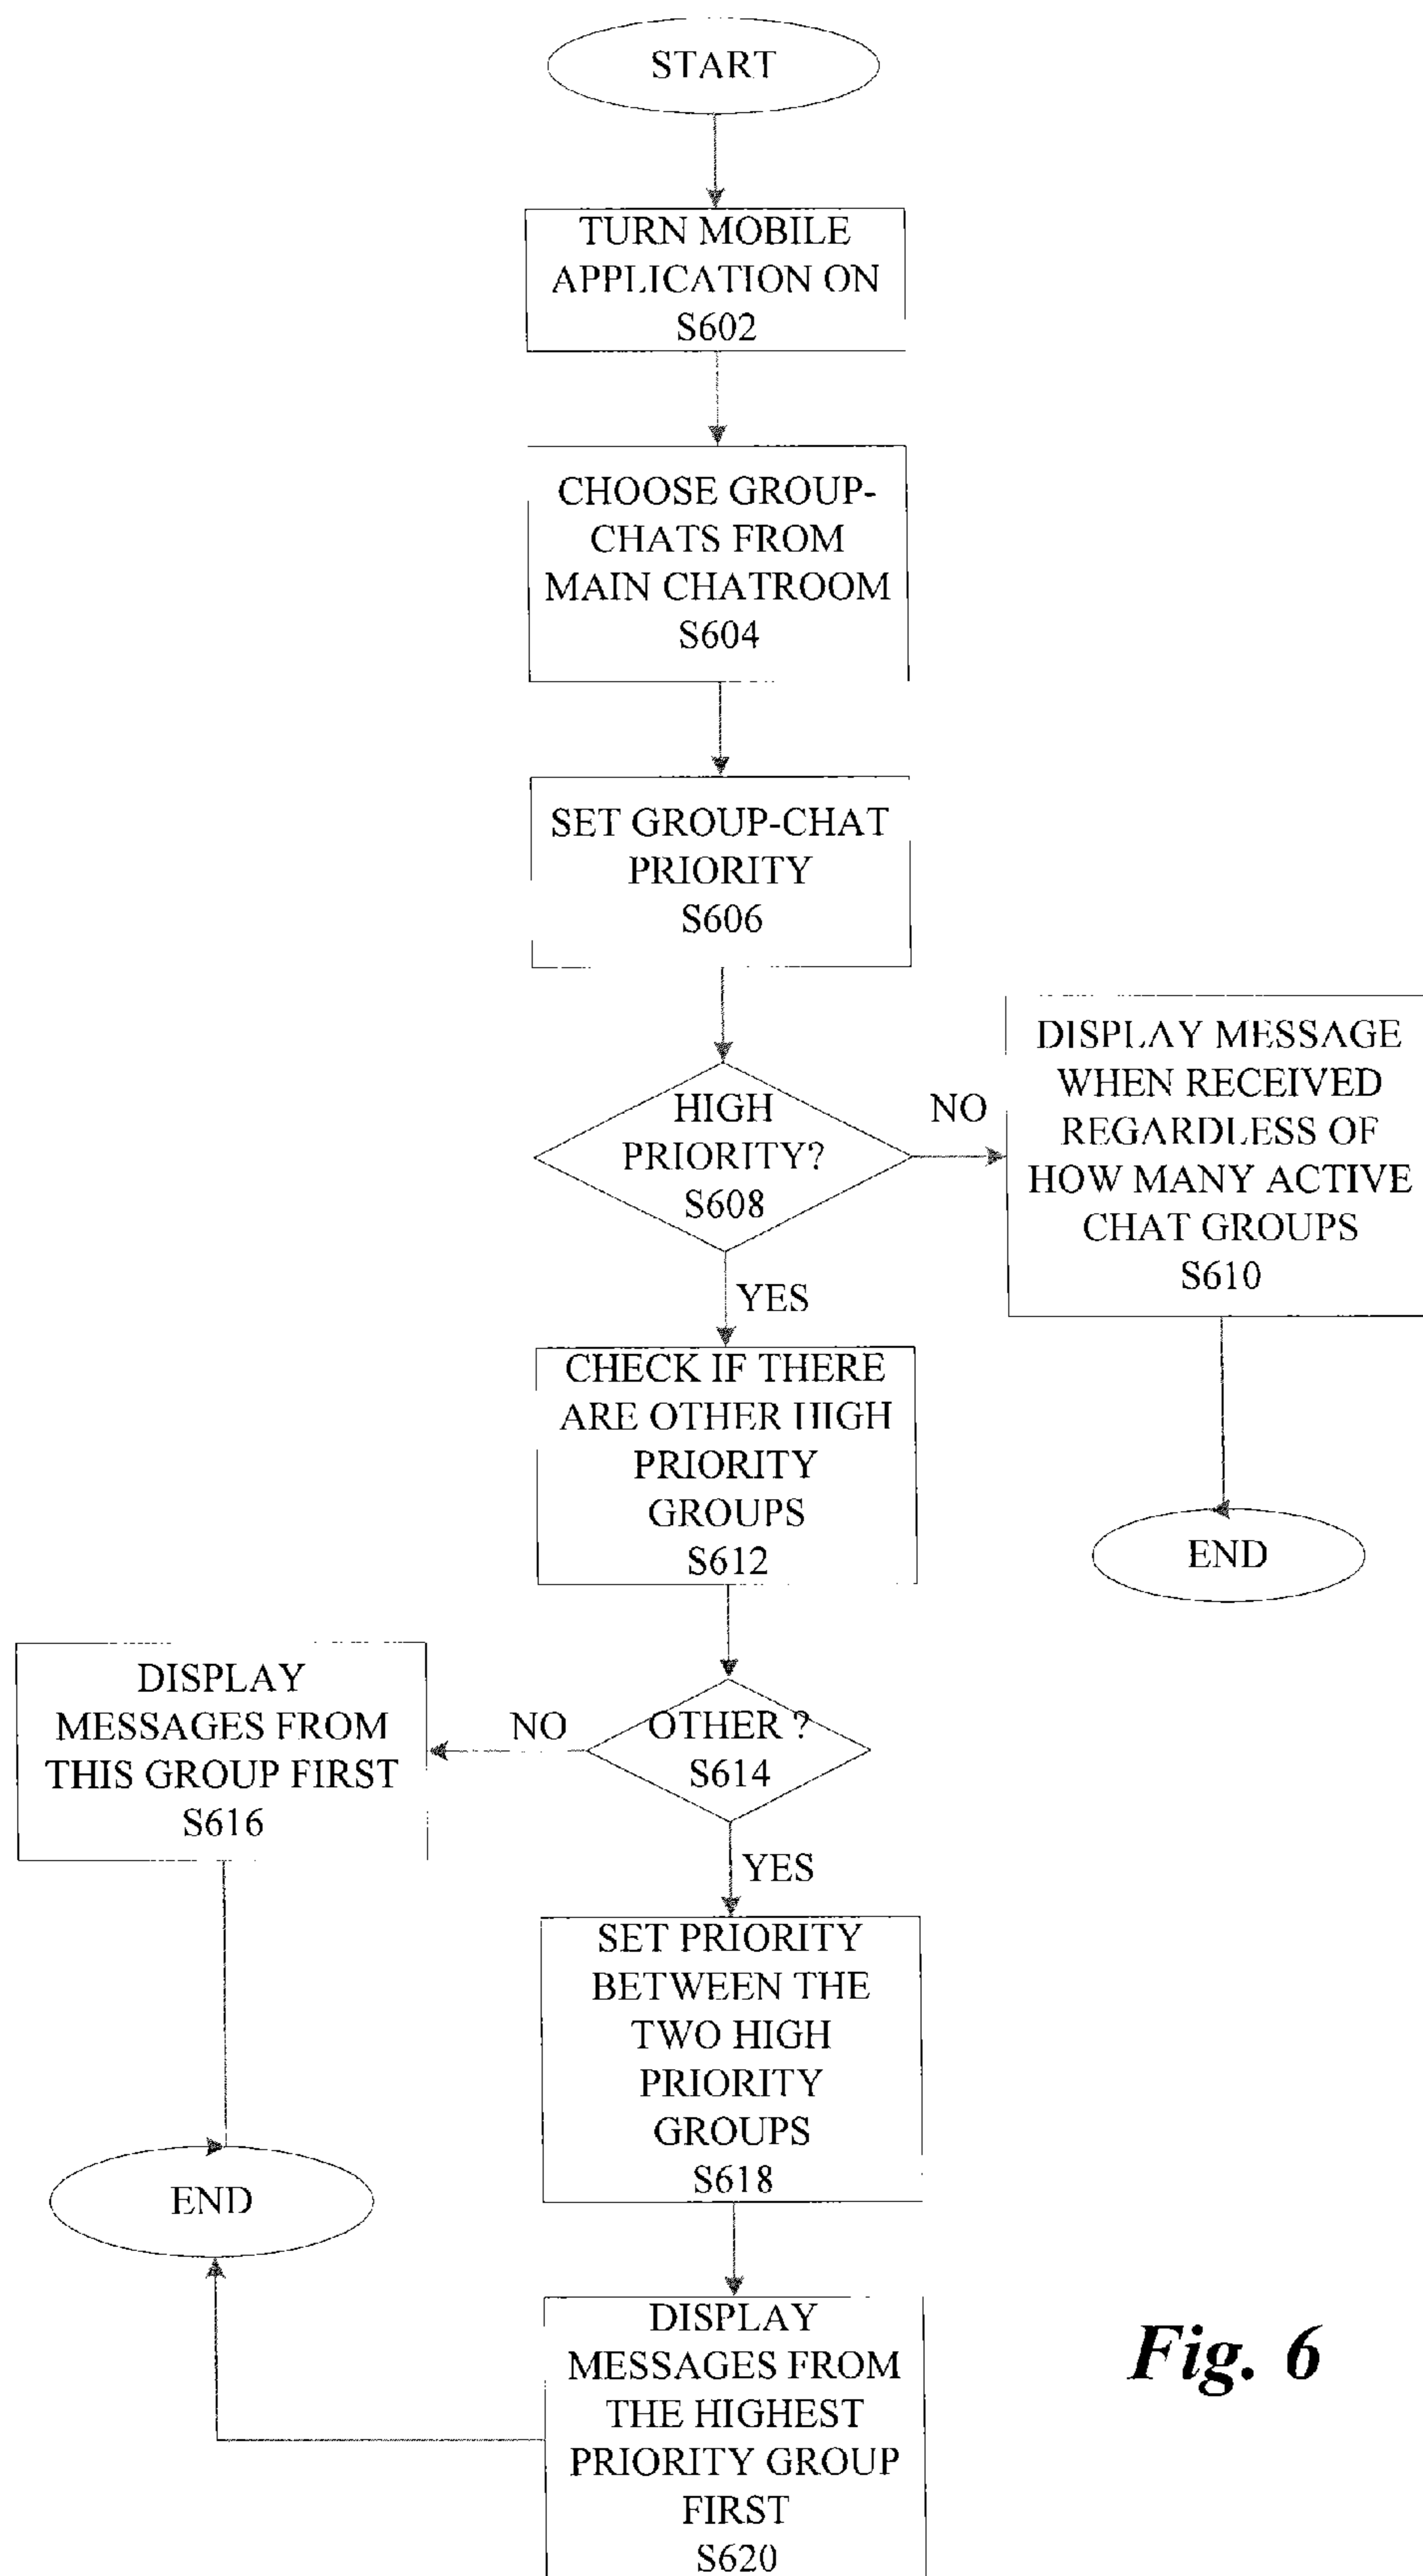 START
TURN MOBILE
APPLICATION ON
S602
CHOOSE GROUP-
CHATS FROM
MAIN CHATROOM
S604
SET GROUP-CHAT
PRIORITY
S606
HIGH
PRIORITY?
S608
NO
DISPLAY MESSAGE
WHEN RECEIVED
REGARDLESS OF
HOW MANY ACTIVE
CHAT GROUPS
S610
END
YES
CHECK IF THERE
ARE OTHER HIGH
PRIORITY
GROUPS
S612
OTHER ?
S614
NO
DISPLAY
MESSAGES FROM
THIS GROUP FIRST
S616
END
YES
SET PRIORITY
BETWEEN THE
TWO HIGH
PRIORITY
GROUPS
S618
DISPLAY
MESSAGES FROM
THE HIGHEST
PRIORITY GROUP
FIRST
S620
Fig. 6